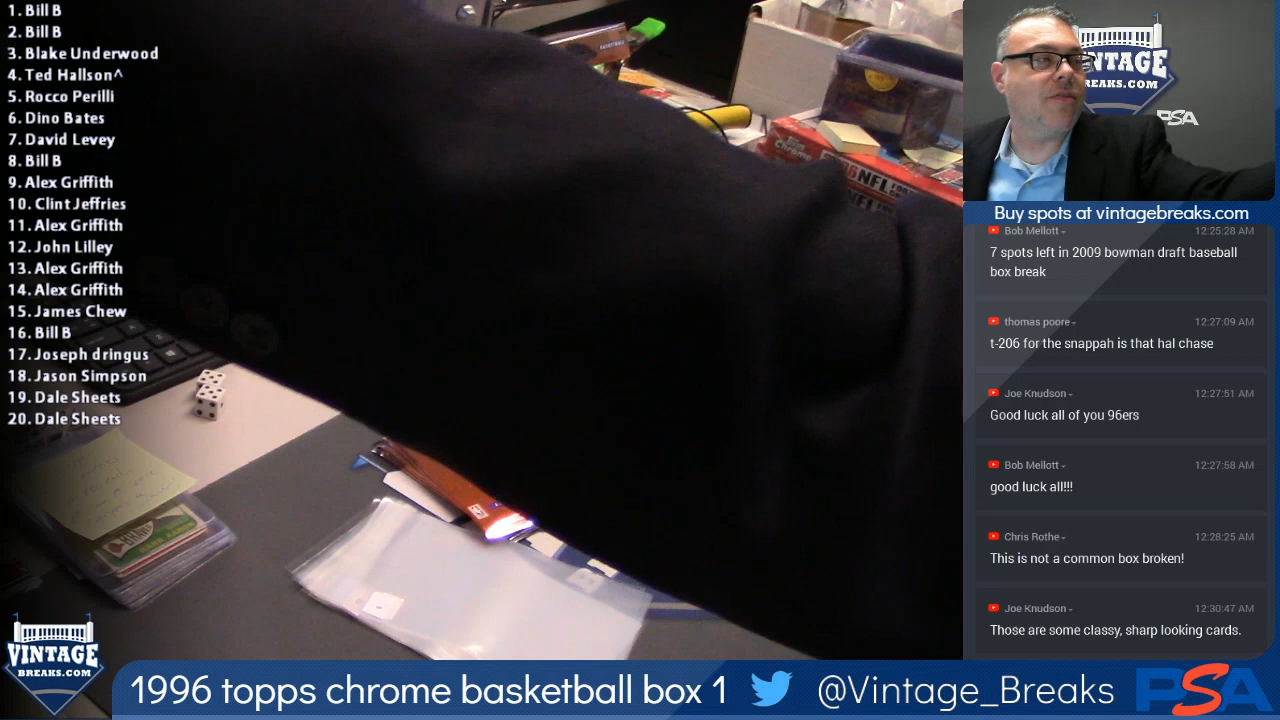 1. Bill B
2. Bill B
3. Blake Underwood
4. Ted Hallson^
5. Rocco Perilli
6. Dino Bates
7. David Levey
8. Bill B
9. Alex Griffith
10. Clint Jeffries
11. Alex Griffith
12. John Lilley
13. Alex Griffith
14. Alex Griffith
15. James Chew
16. Bill B
17. Joseph dringus
18. Jason Simpson
19. Dale Sheets
20. Dale Sheets
VINTAGE
BREAKS.COM
PSA
Buy spots at vintagebreaks.com
Bob Mellott 12:25:28 AM
7 spots left in 2009 bowman draft baseball
box break
thomas poore 12:27:09 AM
t-206 for the snappah is that hal chase
Joe Knudson 12:27:51 AM
Good luck all of you 96ers
Bob Mellott 12:27:58 AM
good luck all!!!
Chris Rothe 12:28:25 AM
This is not a common box broken!
Joe Knudson 12:30:47 AM
Those are some classy, sharp looking cards.
Chrome
NFL
VINTAGE
BREAKS.COM
1996 topps chrome basketball box 1
@Vintage_Breaks
PSA